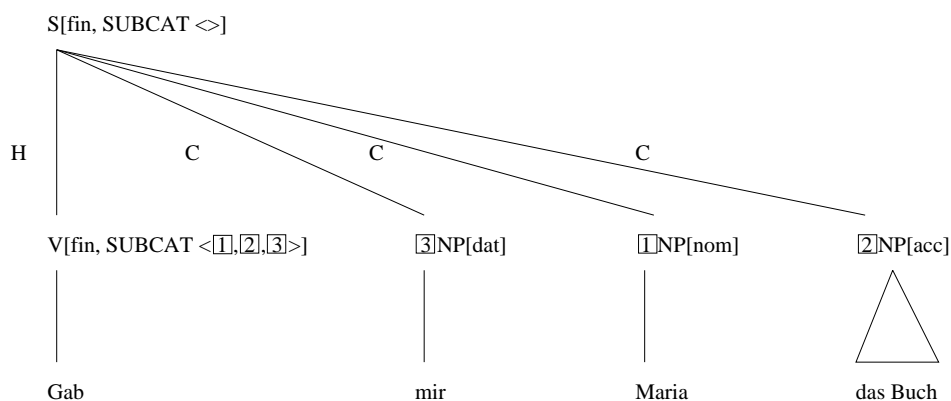 S[fin, SUBCAT <>]
H C C C
V[fin, SUBCAT <1,2,3>] 3NP[dat] 1NP[nom] 2NP[acc]
Gab mir Maria das Buch